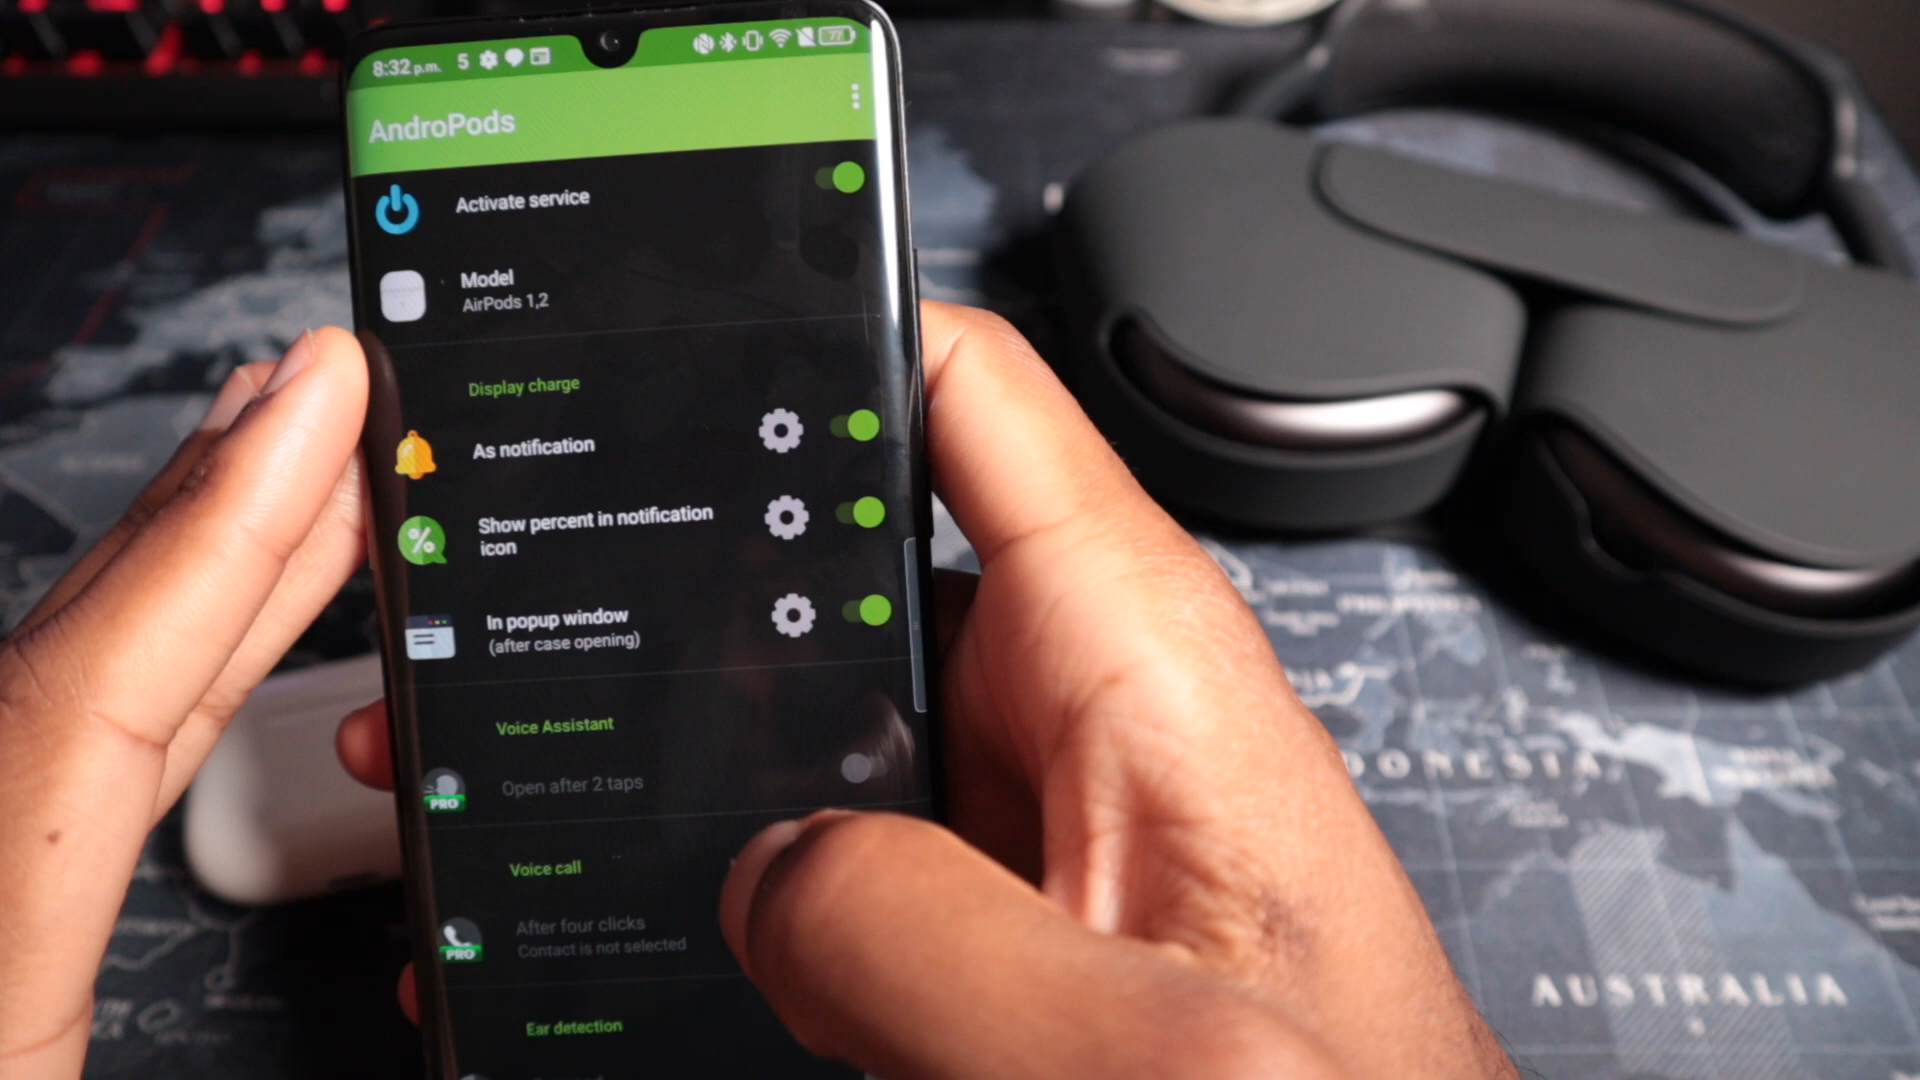 8:32 p.m. 5
77
AndroPods
Activate service
Model
AirPods 1,2
Display charge
As notification
Show percent in notification
icon
In popup window
(after case opening)
Voice Assistant
PRO
Open after 2 taps
Voice call
After four clicks
PRO
Contact is not selected
Ear detection
AUSTRALIA